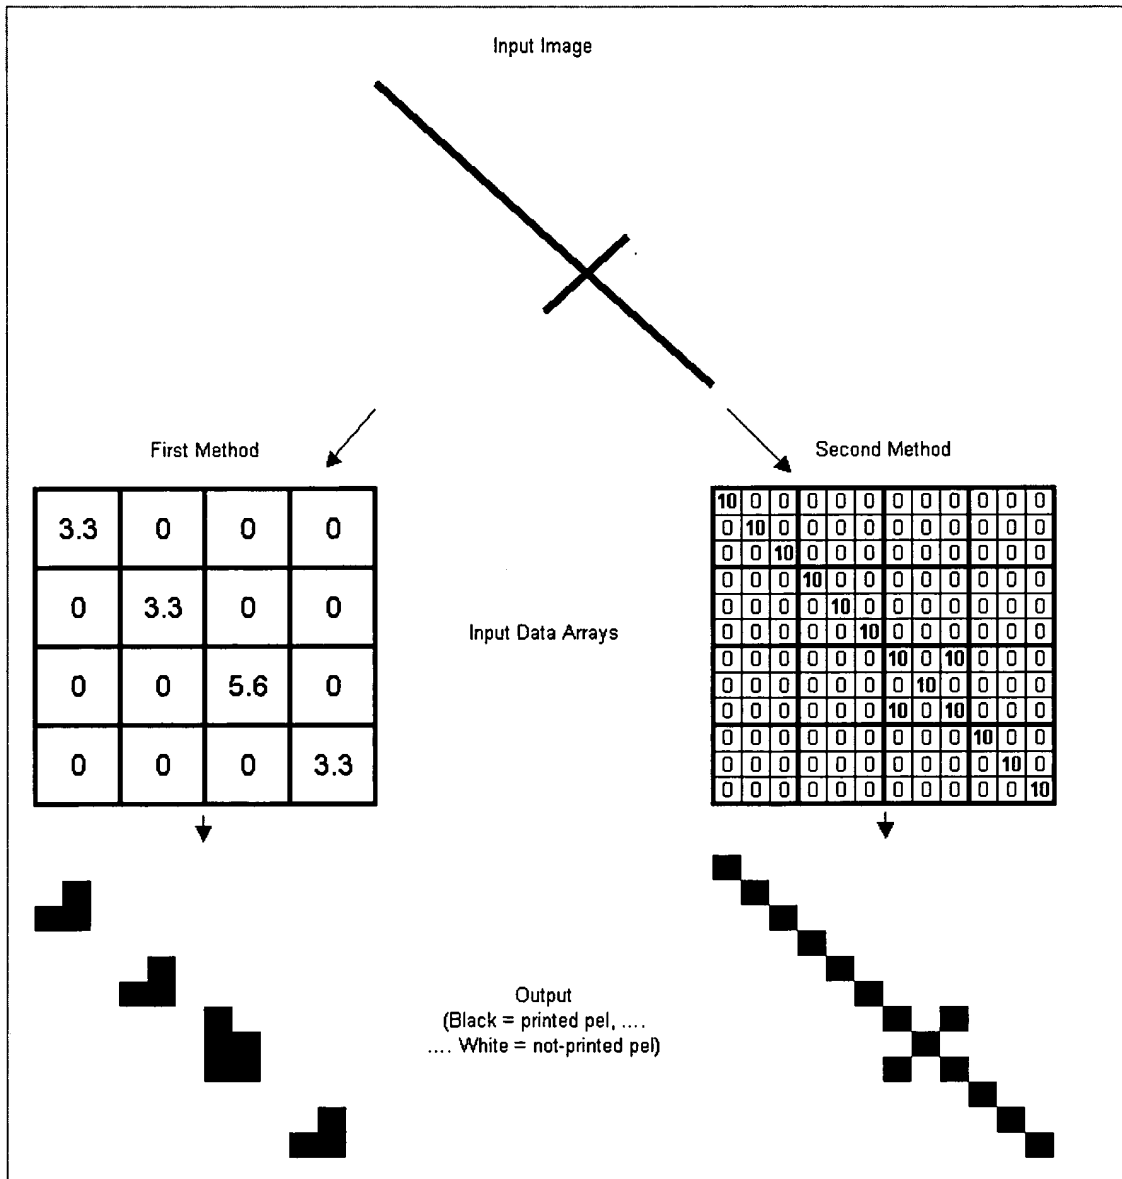 Input Image
First Method
Second Method
3.3 0 0 0
0 3.3 0 0
0 0 5.6 0
0 0 0 3.3
Input Data Arrays
10 0 0 0 0 0 0 0 0 0 0 0
0 10 0 0 0 0 0 0 0 0 0 0
0 0 10 0 0 0 0 0 0 0 0 0
0 0 0 10 0 0 0 0 0 0 0 0
0 0 0 0 10 0 0 0 0 0 0 0
0 0 0 0 0 10 0 0 0 0 0 0
0 0 0 0 0 0 10 0 10 0 0 0
0 0 0 0 0 0 0 10 0 0 0 0
0 0 0 0 0 0 10 0 10 0 0 0
0 0 0 0 0 0 0 0 0 10 0 0
0 0 0 0 0 0 0 0 0 0 10 0
0 0 0 0 0 0 0 0 0 0 0 10
Output
(Black = printed pel, ....
.... White = not-printed pel)